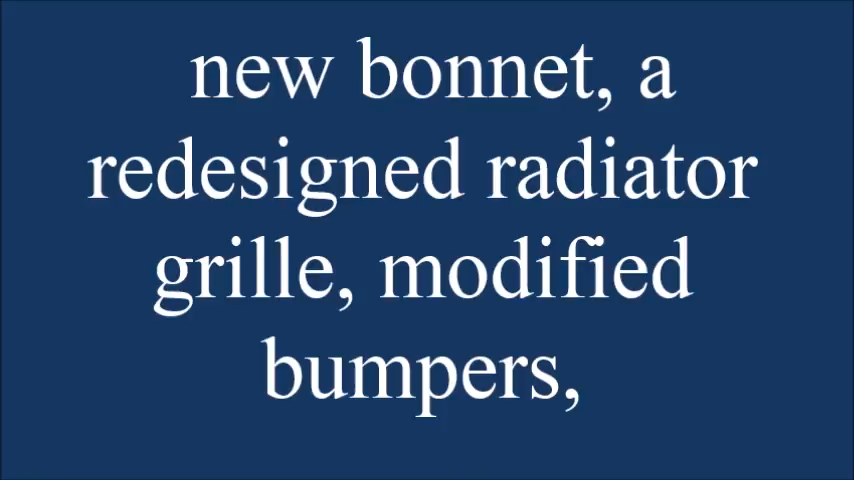 new bonnet, a
redesigned radiator
grille, modified
bumpers,